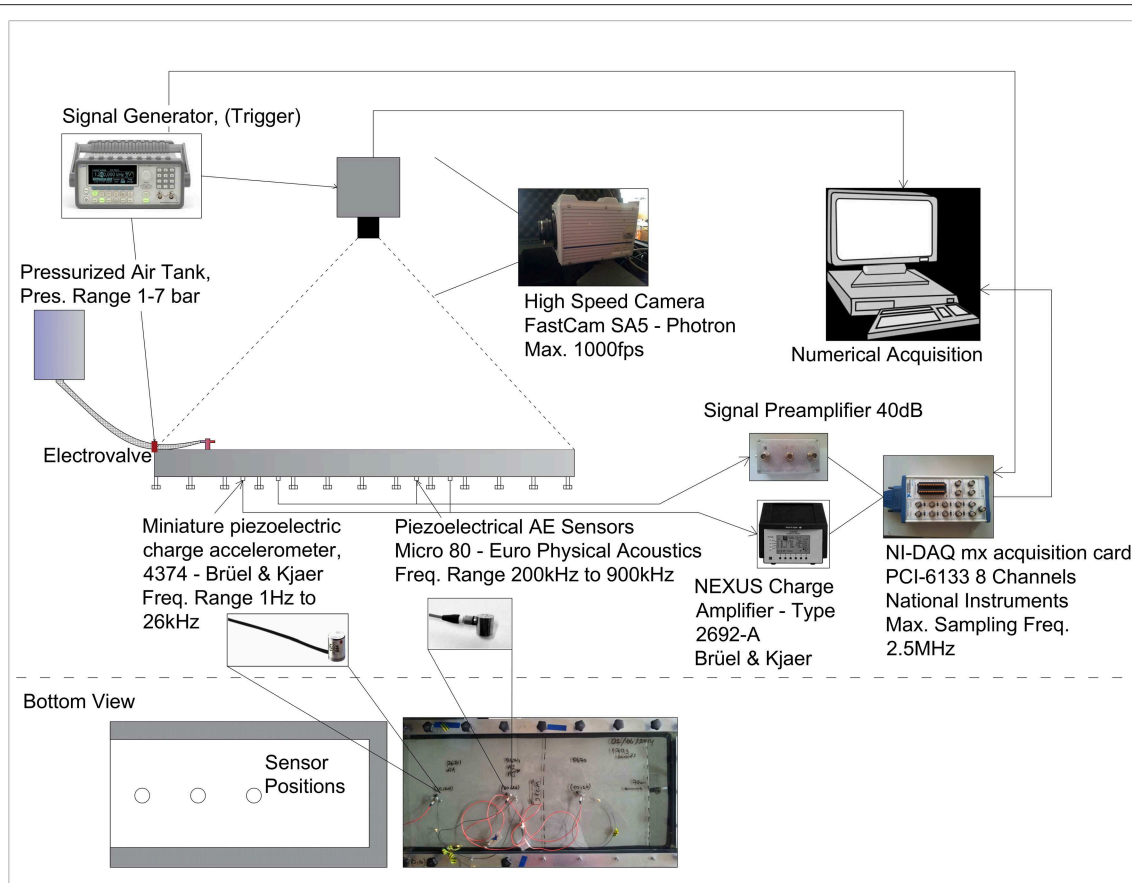 Signal Generator, (Trigger)
Pressurized Air Tank,
Pres. Range 1-7 bar
High Speed Camera
FastCam SA5 - Photron
Max. 1000fps
Numerical Acquisition
Signal Preamplifier 40dB
Electrovalve
Miniature piezoelectric
charge accelerometer,
4374 - Brüel & Kjaer
Freq. Range 1Hz to
26kHz
Piezoelectrical AE Sensors
Micro 80 - Euro Physical Acoustics
Freq. Range 200kHz to 900kHz
NEXUS Charge
Amplifier - Type
2692-A
Brüel & Kjaer
NI-DAQ mx acquisition card
PCI-6133 8 Channels
National Instruments
Max. Sampling Freq.
2.5MHz
Bottom View
Sensor
Positions